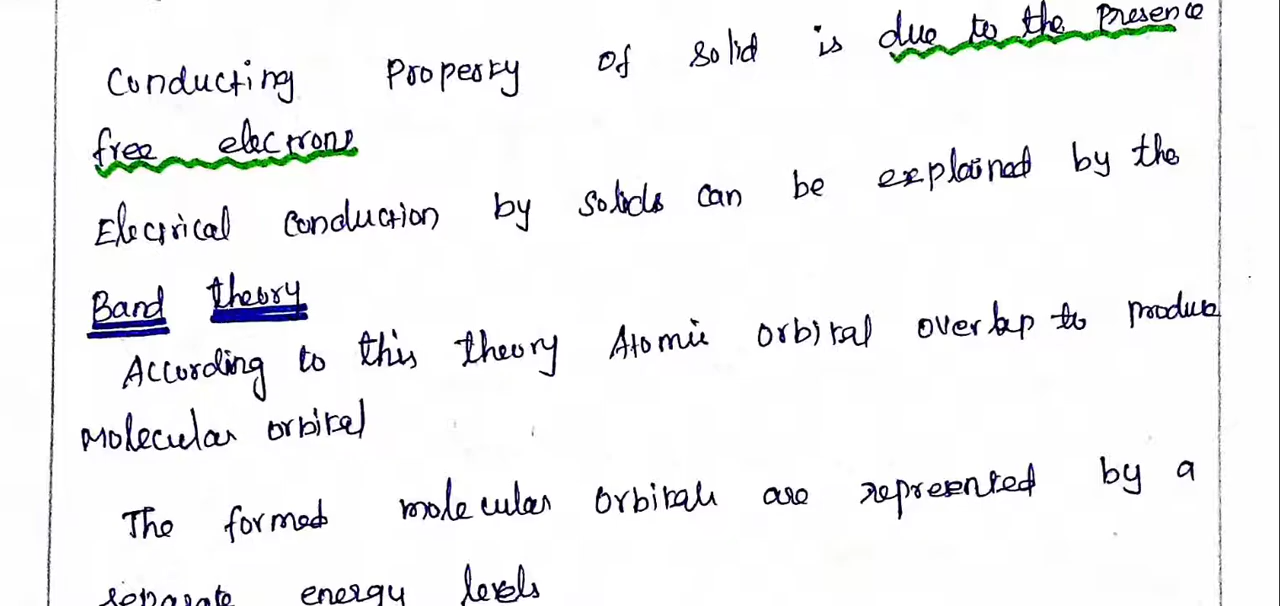 Conducting Property of solid is due to the presence
free electrons
Electrical conduction by solids can be explained by the
Band theory
According to this theory Atomic orbital overlap to produce
molecular orbital
The formed molecular orbitals are represented by a
separate energy levels